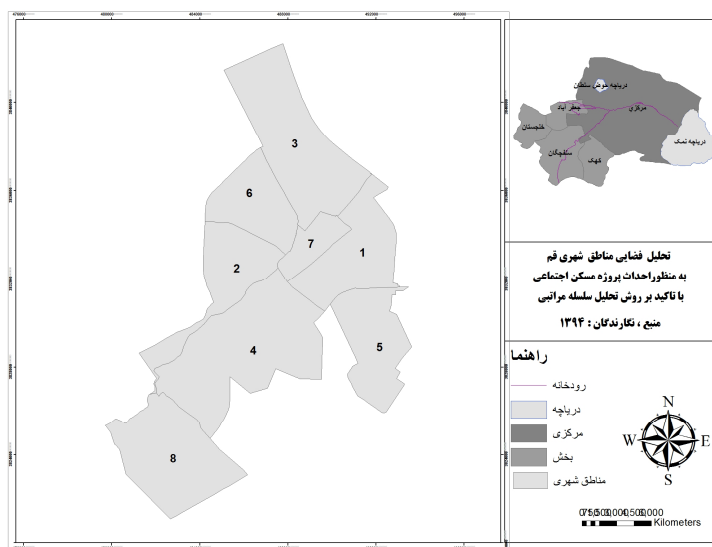 3
6
7
1
2
4
5
8
دریاچه حوض سلطان
جعفر آباد
مرکزی
خلجستان
سلفچگان
کهک
دریاچه نمک
تحلیل فضایی مناطق شهری قم
به منظوراحداث پروژه مسکن اجتماعی
با تاکید بر روش تحلیل سلسله مراتبی
منبع ، نگارندگان : ۱۳۹۴
راهنما
رودخانه
دریاچه
مرکزی
بخش
مناطق شهری
N
W E
S
Kilometers